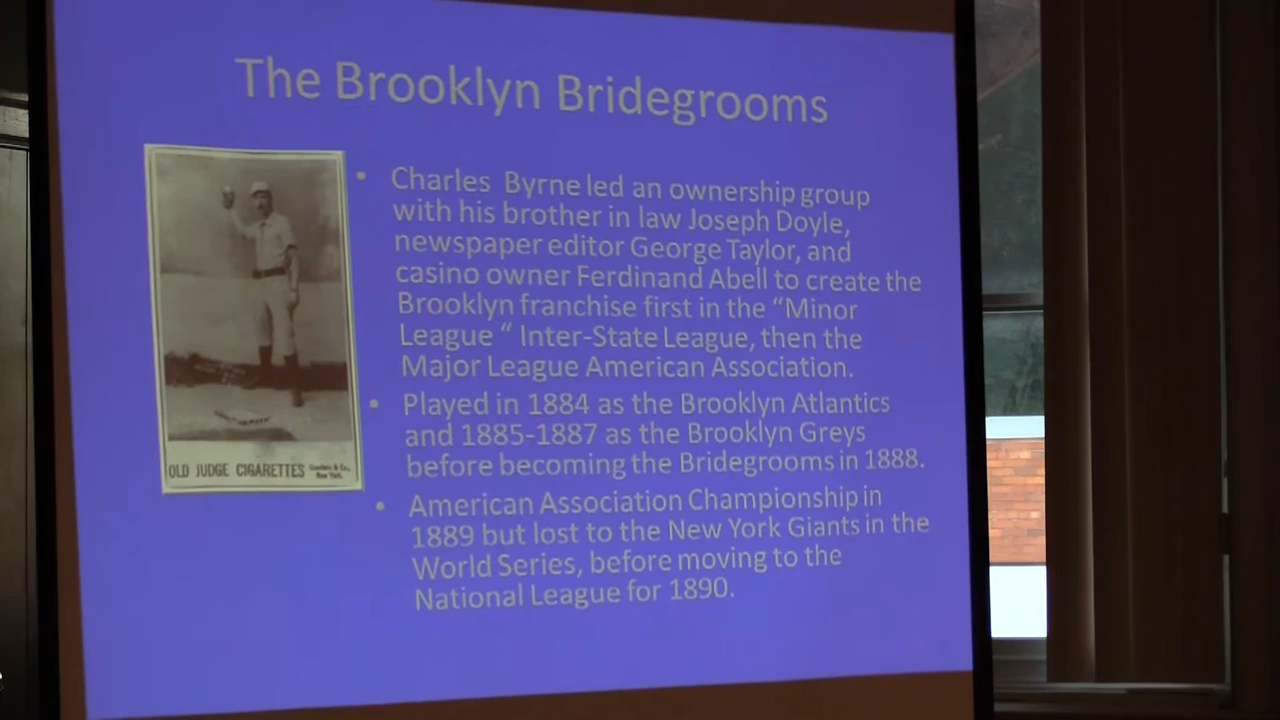 The Brooklyn Bridegrooms
• Charles Byrne led an ownership group
with his brother in law Joseph Doyle,
newspaper editor George Taylor, and
casino owner Ferdinand Abell to create the
Brooklyn franchise first in the “Minor
League “ Inter-State League, then the
Major League American Association.
• Played in 1884 as the Brooklyn Atlantics
and 1885-1887 as the Brooklyn Greys
before becoming the Bridegrooms in 1888.
• American Association Championship in
1889 but lost to the New York Giants in the
World Series, before moving to the
National League for 1890.
OLD JUDGE CIGARETTES
New York.